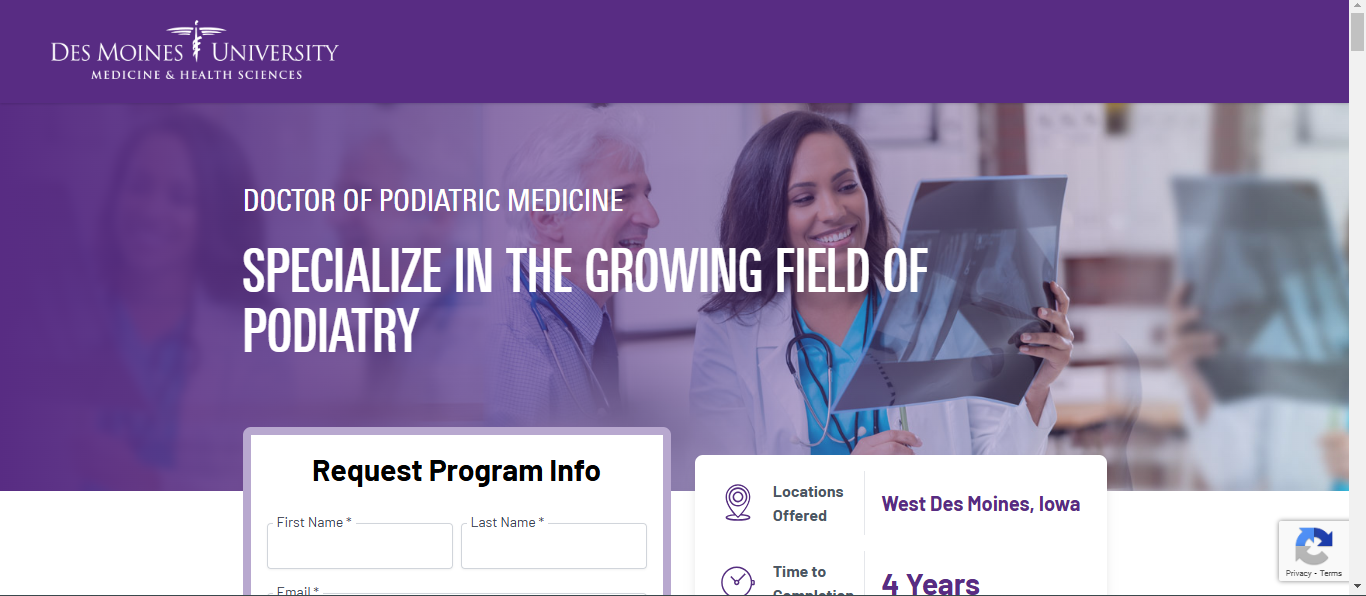 DES MOINES UNIVERSITY
MEDICINE & HEALTH SCIENCES
DOCTOR OF PODIATRIC MEDICINE
SPECIALIZE IN THE GROWING FIELD OF
PODIATRY
Request Program Info
First Name *
Last Name *
Email *
Locations
Offered
West Des Moines, Iowa
Time to
Completion
4 Years
Privacy - Terms